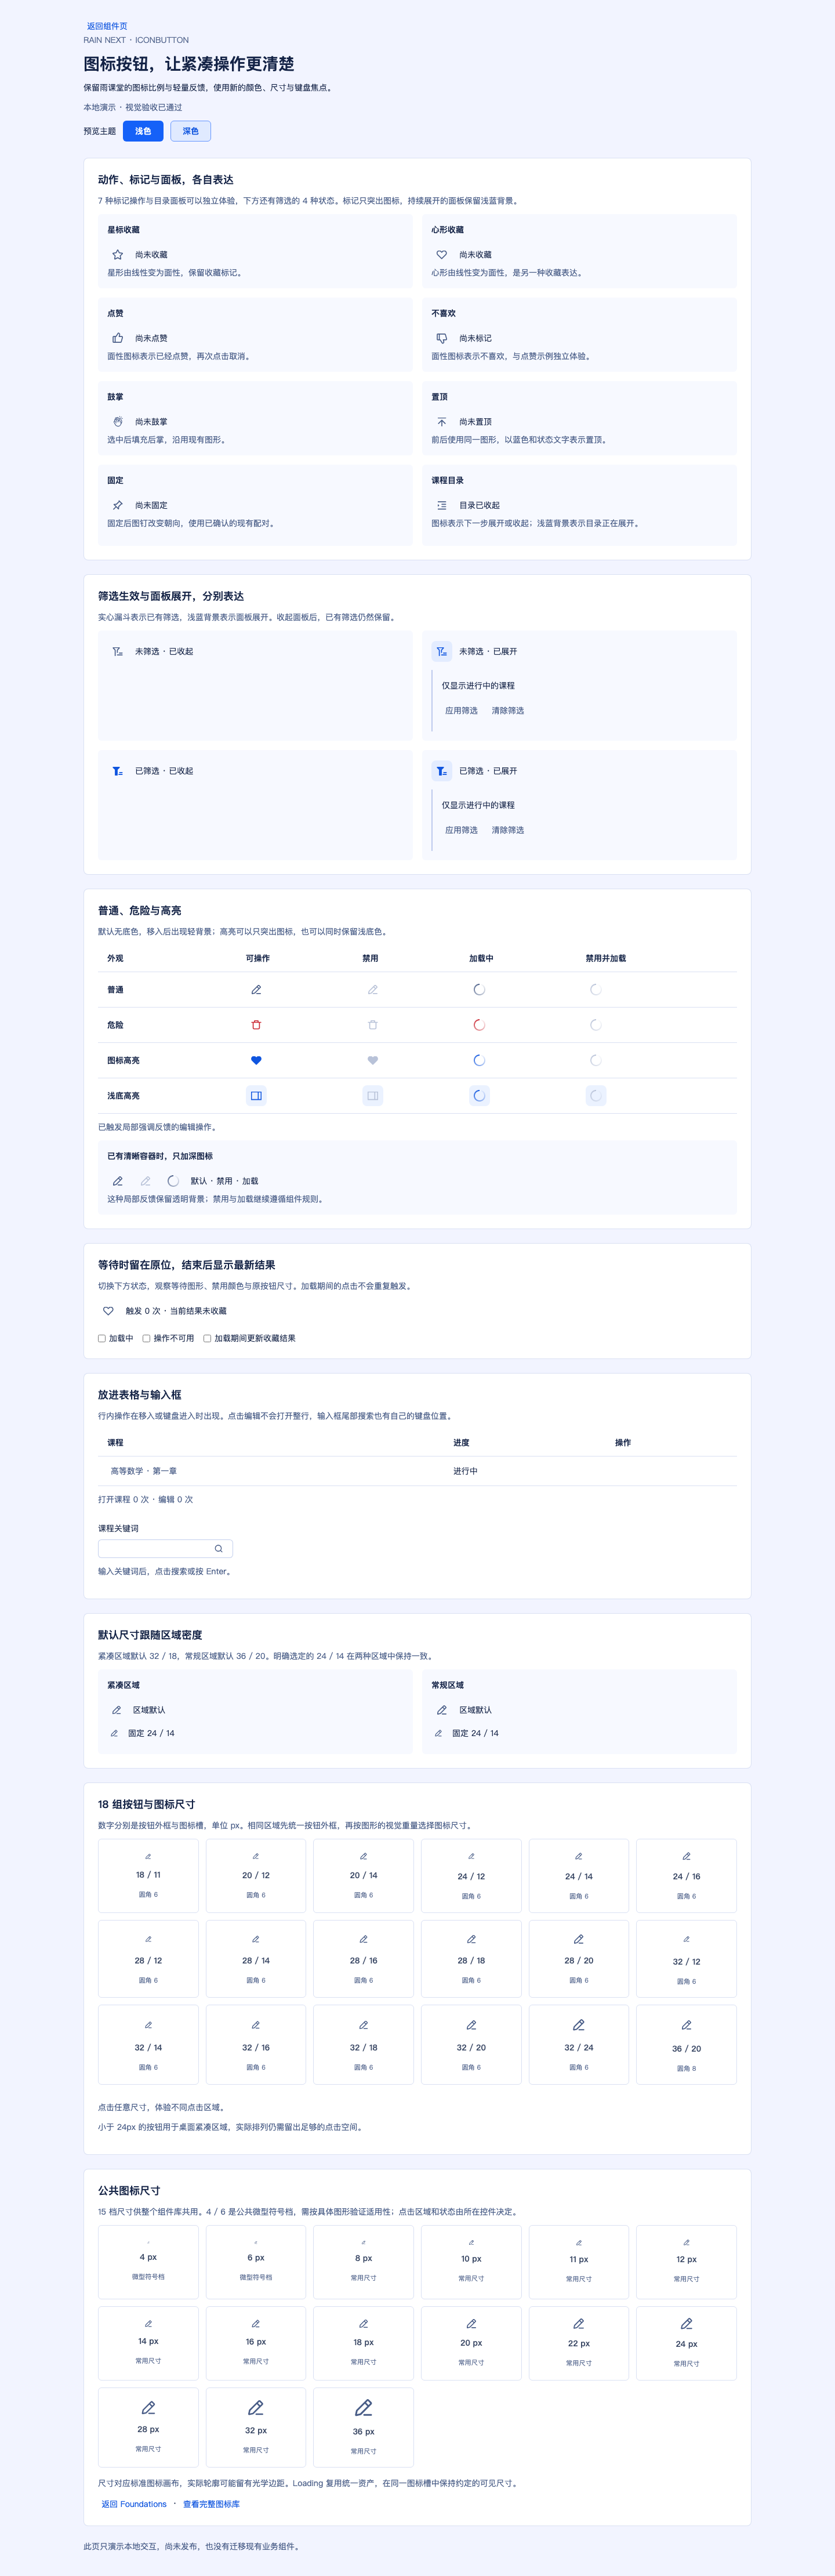 返回组件页
RAIN NEXT · ICONBUTTON
图标按钮，让紧凑操作更清楚
保留雨课堂的图标比例与轻量反馈，使用新的颜色、尺寸与键盘焦点。
本地演示 · 视觉验收已通过
预览主题 浅色 深色
动作、标记与面板，各自表达
7 种标记操作与目录面板可以独立体验，下方还有筛选的 4 种状态。标记只突出图标，持续展开的面板保留浅蓝背景。
星标收藏
尚未收藏
星形由线性变为面性，保留收藏标记。
心形收藏
尚未收藏
心形由线性变为面性，是另一种收藏表达。
点赞
尚未点赞
面性图标表示已经点赞，再次点击取消。
不喜欢
尚未标记
面性图标表示不喜欢，与点赞示例独立体验。
鼓掌
尚未鼓掌
选中后填充后掌，沿用现有图形。
置顶
尚未置顶
前后使用同一图形，以蓝色和状态文字表示置顶。
固定
尚未固定
固定后图钉改变朝向，使用已确认的现有配对。
课程目录
目录已收起
图标表示下一步展开或收起；浅蓝背景表示目录正在展开。
筛选生效与面板展开，分别表达
实心漏斗表示已有筛选，浅蓝背景表示面板展开。收起面板后，已有筛选仍然保留。
未筛选 · 已收起
未筛选 · 已展开
仅显示进行中的课程
应用筛选 清除筛选
已筛选 · 已收起
已筛选 · 已展开
仅显示进行中的课程
应用筛选 清除筛选
普通、危险与高亮
默认无底色，移入后出现轻背景；高亮可以只突出图标，也可以同时保留浅底色。
外观 可操作 禁用 加载中 禁用并加载
普通
危险
图标高亮
浅底高亮
已触发局部强调反馈的编辑操作。
已有清晰容器时，只加深图标
默认 · 禁用 · 加载
这种局部反馈保留透明背景；禁用与加载继续遵循组件规则。
等待时留在原位，结束后显示最新结果
切换下方状态，观察等待图形、禁用颜色与原按钮尺寸。加载期间的点击不会重复触发。
触发 0 次 · 当前结果未收藏
加载中 操作不可用 加载期间更新收藏结果
放进表格与输入框
行内操作在移入或键盘进入时出现。点击编辑不会打开整行，输入框尾部搜索也有自己的键盘位置。
课程 进度 操作
高等数学 · 第一章 进行中
打开课程 0 次 · 编辑 0 次
课程关键词
输入关键词后，点击搜索或按 Enter。
默认尺寸跟随区域密度
紧凑区域默认 32 / 18，常规区域默认 36 / 20。明确选定的 24 / 14 在两种区域中保持一致。
紧凑区域
区域默认
固定 24 / 14
常规区域
区域默认
固定 24 / 14
18 组按钮与图标尺寸
数字分别是按钮外框与图标槽，单位 px。相同区域先统一按钮外框，再按图形的视觉重量选择图标尺寸。
18 / 11 20 / 12 20 / 14 24 / 12 24 / 14 24 / 16
圆角 6 圆角 6 圆角 6 圆角 6 圆角 6 圆角 6
28 / 12 28 / 14 28 / 16 28 / 18 28 / 20 32 / 12
圆角 6 圆角 6 圆角 6 圆角 6 圆角 6 圆角 6
32 / 14 32 / 16 32 / 18 32 / 20 32 / 24 36 / 20
圆角 6 圆角 6 圆角 6 圆角 6 圆角 6 圆角 8
点击任意尺寸，体验不同点击区域。
小于 24px 的按钮用于桌面紧凑区域，实际排列仍需留出足够的点击空间。
公共图标尺寸
15 档尺寸供整个组件库共用。4 / 6 是公共微型符号档，需按具体图形验证适用性；点击区域和状态由所在控件决定。
4 px 6 px 8 px 10 px 11 px 12 px
微型符号档 微型符号档 常用尺寸 常用尺寸 常用尺寸 常用尺寸
14 px 16 px 18 px 20 px 22 px 24 px
常用尺寸 常用尺寸 常用尺寸 常用尺寸 常用尺寸 常用尺寸
28 px 32 px 36 px
常用尺寸 常用尺寸 常用尺寸
尺寸对应标准图标画布，实际轮廓可能留有光学边距。Loading 复用统一资产，在同一图标槽中保持约定的可见尺寸。
返回 Foundations · 查看完整图标库
此页只演示本地交互，尚未发布，也没有迁移现有业务组件。